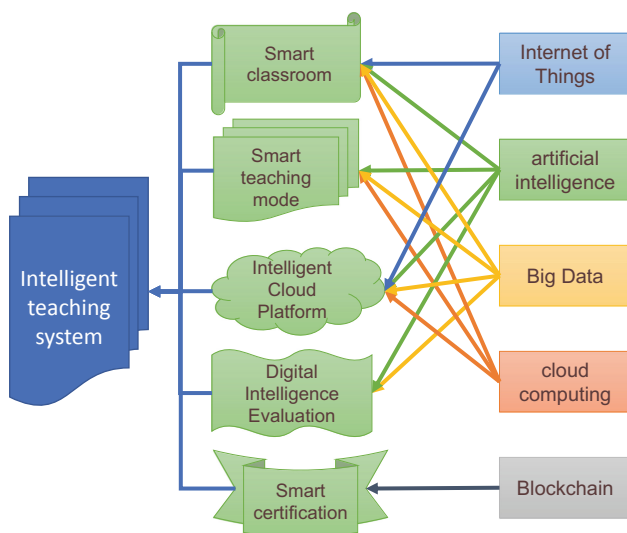 Intelligent
teaching
system
Smart
classroom
Smart
teaching
mode
Intelligent
Cloud
Platform
Digital
Intelligence
Evaluation
Smart
certification
Internet of
Things
artificial
intelligence
Big Data
cloud
computing
Blockchain